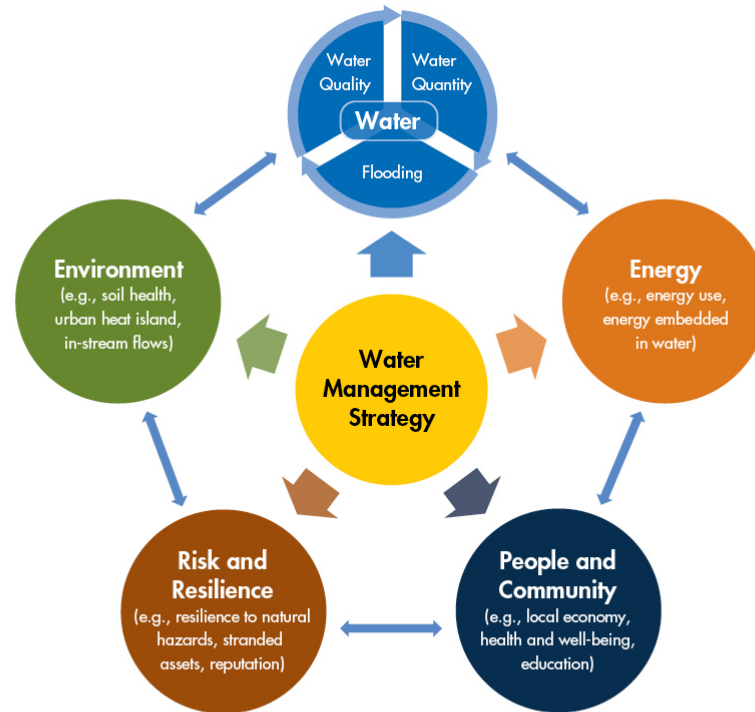 Water
Quality
Water
Quantity
Water
Flooding
Environment
(e.g., soil health,
urban heat island,
in-stream flows)
Energy
(e.g., energy use,
energy embedded
in water)
Water
Management
Strategy
Risk and
Resilience
(e.g., resilience to natural
hazards, stranded
assets, reputation)
People and
Community
(e.g., local economy,
health and well-being,
education)